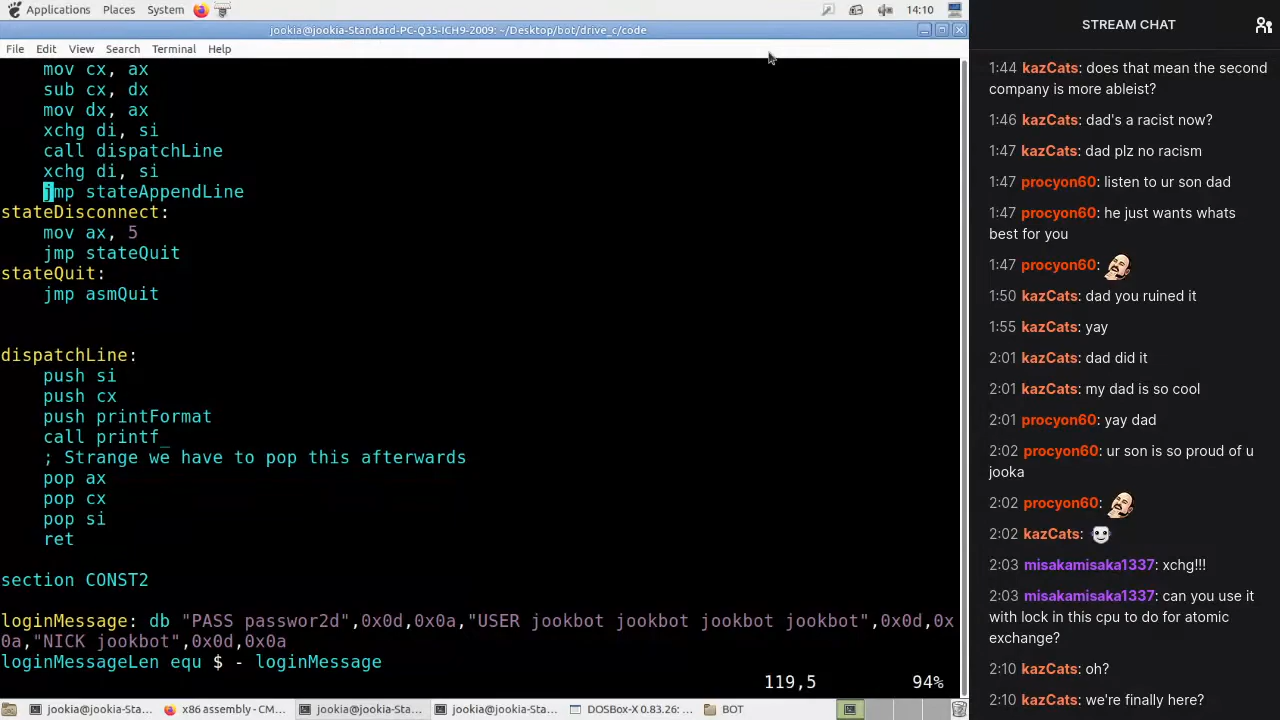 Applications Places System 14:10
jookia@jookia-Standard-PC-Q35-ICH9-2009: ~/Desktop/bot/drive_c/code
File Edit View Search Terminal Help
mov cx, ax
sub cx, dx
mov dx, ax
xchg di, si
call dispatchLine
xchg di, si
jmp stateAppendLine
stateDisconnect:
mov ax, 5
jmp stateQuit
stateQuit:
jmp asmQuit
dispatchLine:
push si
push cx
push printFormat
call printf_
; Strange we have to pop this afterwards
pop ax
pop cx
pop si
ret
section CONST2
loginMessage: db "PASS passwor2d",0x0d,0x0a,"USER jookbot jookbot jookbot jookbot",0x0d,0x
0a,"NICK jookbot",0x0d,0x0a
loginMessageLen equ $ - loginMessage
119,5 94%
jookia@jookia-Sta... x86 assembly - CM... jookia@jookia-Sta... jookia@jookia-Sta... DOSBox-X 0.83.26: ... BOT
STREAM CHAT
1:44 kazCats: does that mean the second
company is more ableist?
1:46 kazCats: dad's a racist now?
1:47 kazCats: dad plz no racism
1:47 procyon60: listen to ur son dad
1:47 procyon60: he just wants whats
best for you
1:47 procyon60:
1:50 kazCats: dad you ruined it
1:55 kazCats: yay
2:01 kazCats: dad did it
2:01 kazCats: my dad is so cool
2:01 procyon60: yay dad
2:02 procyon60: ur son is so proud of u
jooka
2:02 procyon60:
2:02 kazCats:
2:03 misakamisaka1337: xchg!!!
2:03 misakamisaka1337: can you use it
with lock in this cpu to do for atomic
exchange?
2:10 kazCats: oh?
2:10 kazCats: we're finally here?